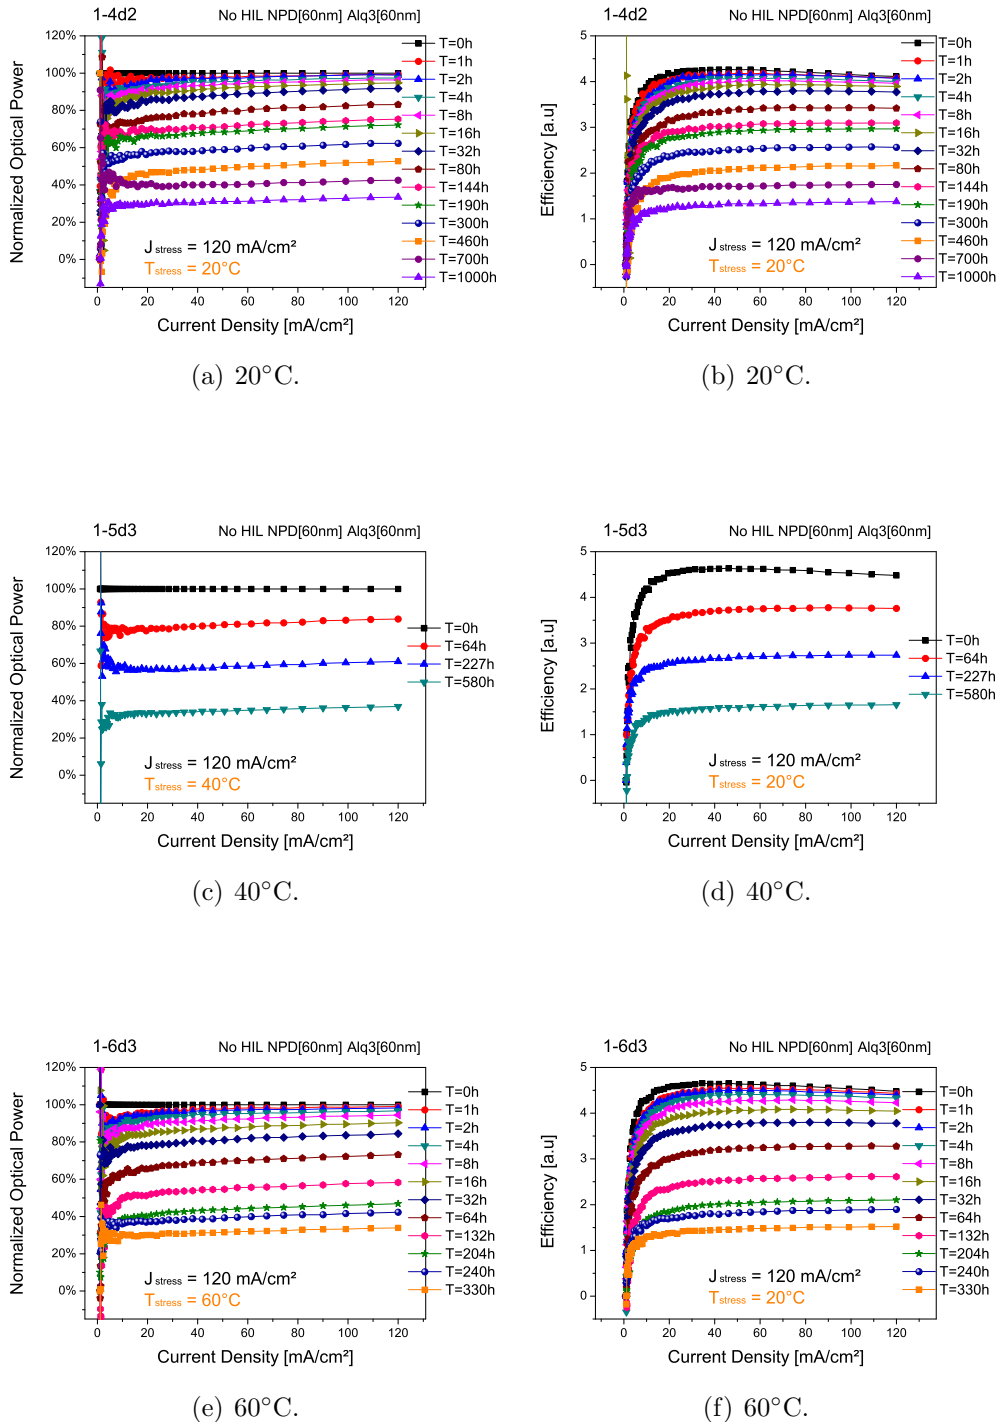 1-4d2 No HIL NPD[60nm] Alq3[60nm]
Normalized Optical Power
120%
100%
80%
60%
40%
20%
0%
0 20 40 60 80 100 120
Current Density [mA/cm²]
T=0h
T=1h
T=2h
T=4h
T=8h
T=16h
T=32h
T=80h
T=144h
T=190h
T=300h
T=460h
T=700h
T=1000h
J stress = 120 mA/cm²
Tstress = 20°C
(a) 20°C.
1-4d2 No HIL NPD[60nm] Alq3[60nm]
Efficiency [a.u]
5
4
3
2
1
0
0 20 40 60 80 100 120
Current Density [mA/cm²]
T=0h
T=1h
T=2h
T=4h
T=8h
T=16h
T=32h
T=80h
T=144h
T=190h
T=300h
T=460h
T=700h
T=1000h
J stress = 120 mA/cm²
Tstress = 20°C
(b) 20°C.
1-5d3 No HIL NPD[60nm] Alq3[60nm]
Normalized Optical Power
120%
100%
80%
60%
40%
20%
0%
0 20 40 60 80 100 120
Current Density [mA/cm²]
T=0h
T=64h
T=227h
T=580h
J stress = 120 mA/cm²
Tstress = 40°C
(c) 40°C.
1-5d3 No HIL NPD[60nm] Alq3[60nm]
Efficiency [a.u]
5
4
3
2
1
0
0 20 40 60 80 100 120
Current Density [mA/cm²]
T=0h
T=64h
T=227h
T=580h
J stress = 120 mA/cm²
Tstress = 20°C
(d) 40°C.
1-6d3 No HIL NPD[60nm] Alq3[60nm]
Normalized Optical Power
120%
100%
80%
60%
40%
20%
0%
0 20 40 60 80 100 120
Current Density [mA/cm²]
T=0h
T=1h
T=2h
T=4h
T=8h
T=16h
T=32h
T=64h
T=132h
T=204h
T=240h
T=330h
J stress = 120 mA/cm²
Tstress = 60°C
(e) 60°C.
1-6d3 No HIL NPD[60nm] Alq3[60nm]
Efficiency [a.u]
5
4
3
2
1
0
0 20 40 60 80 100 120
Current Density [mA/cm²]
T=0h
T=1h
T=2h
T=4h
T=8h
T=16h
T=32h
T=64h
T=132h
T=204h
T=240h
T=330h
J stress = 120 mA/cm²
Tstress = 20°C
(f) 60°C.